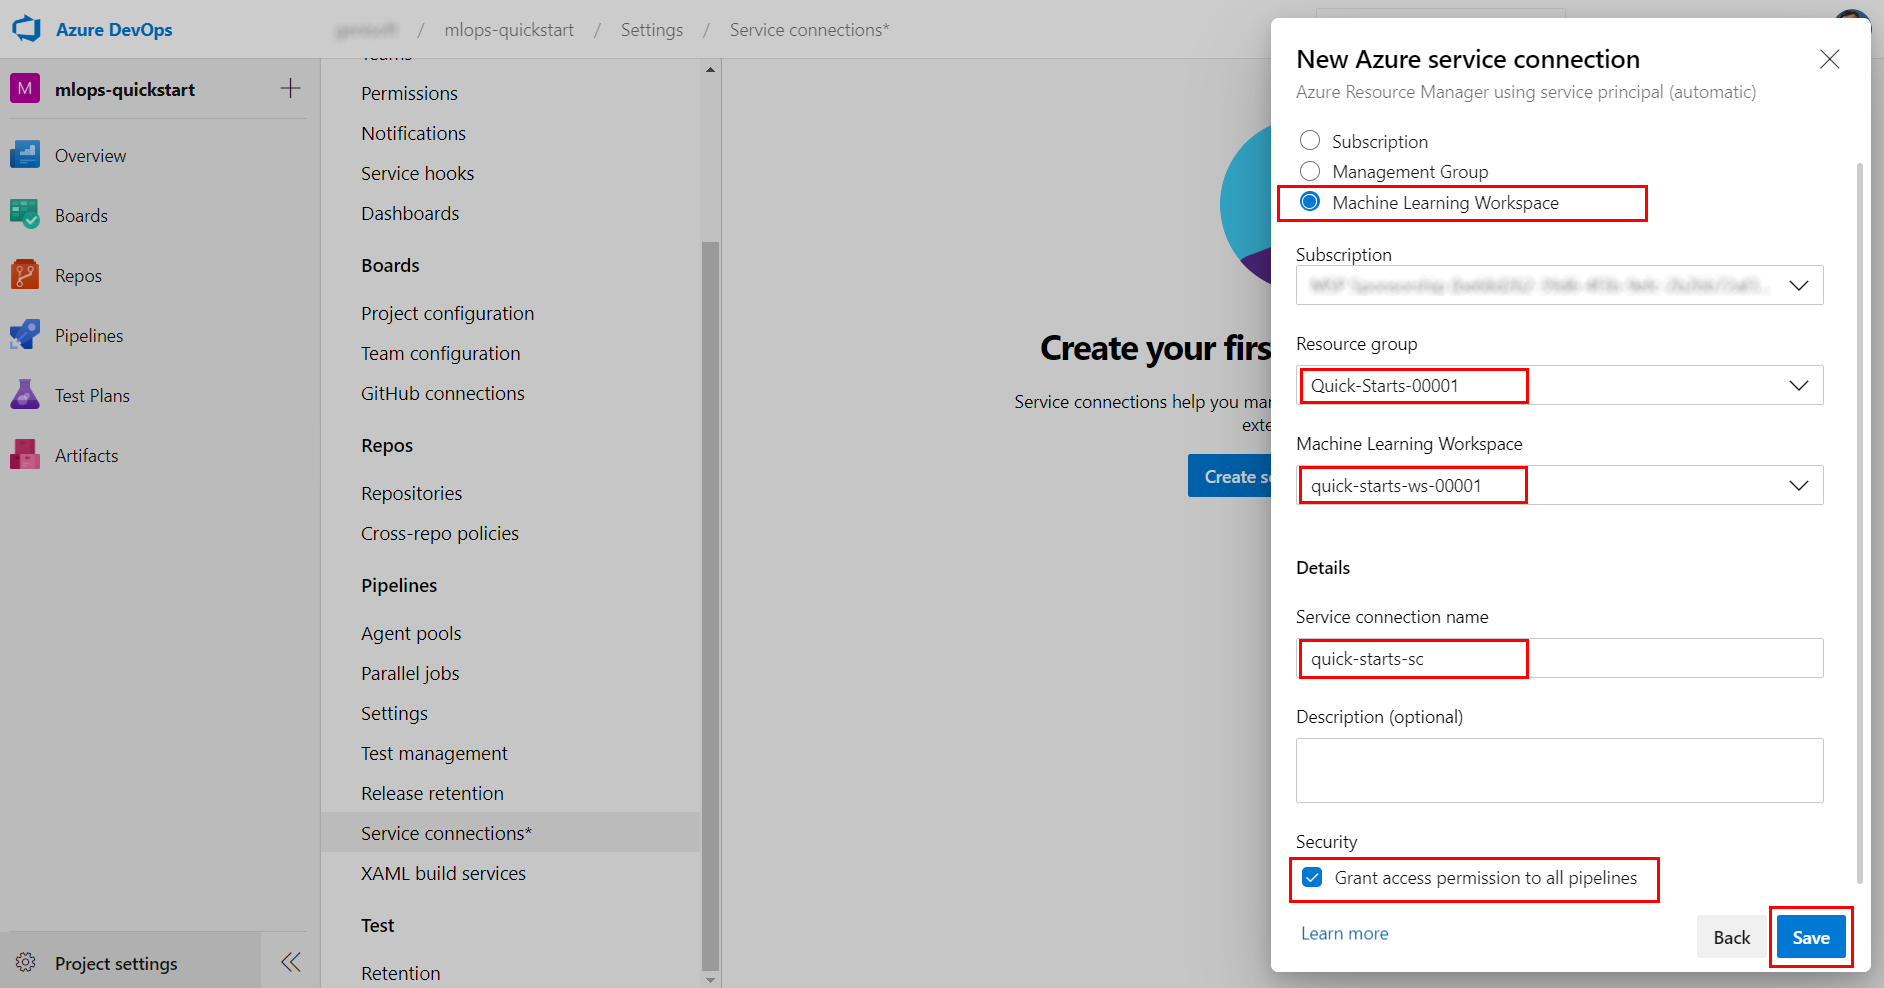 Azure DevOps
/ mlops-quickstart / Settings / Service connections*
M mlops-quickstart
Overview
Boards
Repos
Pipelines
Test Plans
Artifacts
Project settings
Teams
Permissions
Notifications
Service hooks
Dashboards
Boards
Project configuration
Team configuration
GitHub connections
Repos
Repositories
Cross-repo policies
Pipelines
Agent pools
Parallel jobs
Settings
Test management
Release retention
Service connections*
XAML build services
Test
Retention
Create your firs
Service connections help you ma
exte
Create s
New Azure service connection
Azure Resource Manager using service principal (automatic)
Subscription
Management Group
Machine Learning Workspace
Subscription
Resource group
Quick-Starts-00001
Machine Learning Workspace
quick-starts-ws-00001
Details
Service connection name
quick-starts-sc
Description (optional)
Security
Grant access permission to all pipelines
Learn more
Back
Save